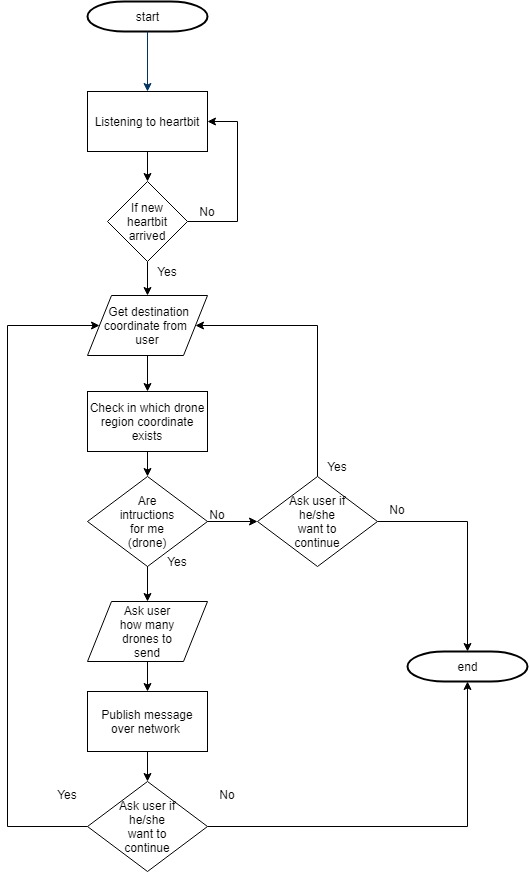 start
Listening to heartbit
If new
heartbit
arrived
No
Yes
Get destination
coordinate from
user
Check in which drone
region coordinate
exists
Yes
Are
intructions
for me
(drone)
No
Ask user if
he/she
want to
continue
No
Yes
Ask user
how many
drones to
send
end
Publish message
over network
Yes
Ask user if
he/she
want to
continue
No